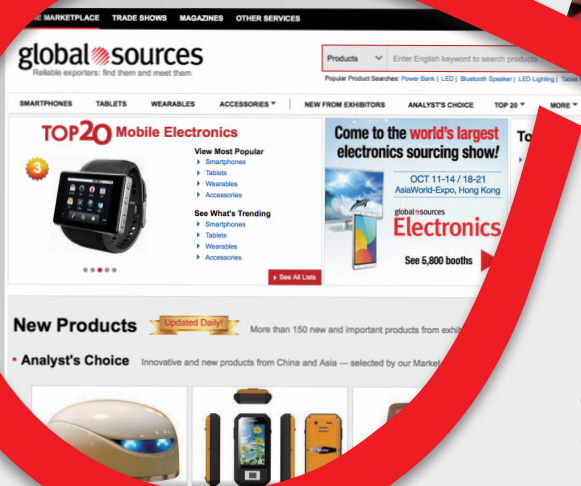 MARKETPLACE TRADE SHOWS MAGAZINES OTHER SERVICES
global sources
Reliable exporters: find them and meet them
Products Enter English keyword to search products
Popular Product Searches: Power Bank | LED | Bluetooth Speaker | LED Lighting | Tablet
SMARTPHONES TABLETS WEARABLES ACCESSORIES NEW FROM EXHIBITORS ANALYST'S CHOICE TOP 20 MORE
TOP20 Mobile Electronics
3
View Most Popular
Smartphones
Tablets
Wearables
Accessories
See What's Trending
Smartphones
Tablets
Wearables
Accessories
See All Lists
Come to the world's largest
electronics sourcing show!
OCT 11-14 / 18-21
AsiaWorld-Expo, Hong Kong
global sources
Electronics
See 5,800 booths
New Products Updated Daily! More than 150 new and important products from
Analyst's Choice Innovative and new products from China and Asia — selected by our Market